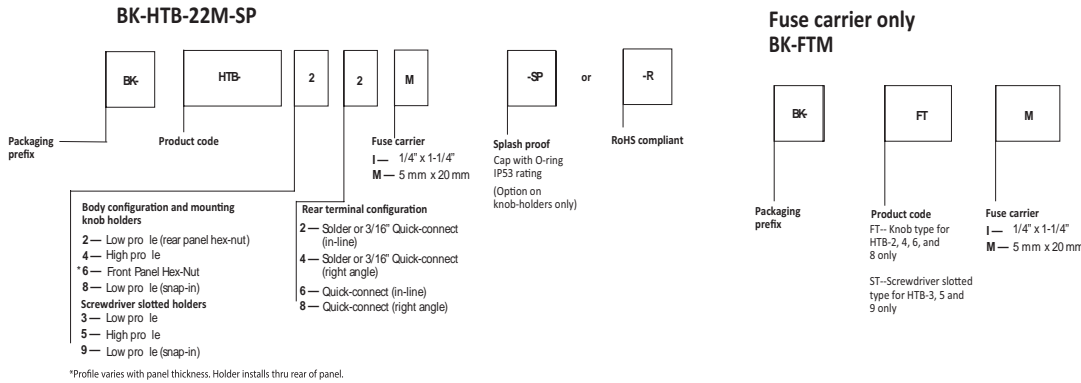 BK-HTB-22M-SP
BK-
HTB-
2
2
M
-SP
or
-R
Packaging
prefix
Product code
Fuse carrier
I — 1/4" x 1-1/4"
M — 5 mm x 20 mm
Splash proof
Cap with O-ring
IP53 rating
(Option on
knob-holders only)
RoHS compliant
Body configuration and mounting
knob holders
2 — Low pro le (rear panel hex-nut)
4 — High pro le
*6 — Front Panel Hex-Nut
8 — Low pro le (snap-in)
Screwdriver slotted holders
3 — Low pro le
5 — High pro le
9 — Low pro le (snap-in)
Rear terminal configuration
2 — Solder or 3/16" Quick-connect
(in-line)
4 — Solder or 3/16" Quick-connect
(right angle)
6 — Quick-connect (in-line)
8 — Quick-connect (right angle)
*Profile varies with panel thickness. Holder installs thru rear of panel.
Fuse carrier only
BK-FTM
BK-
FT
M
Packaging
prefix
Product code
FT-- Knob type for
HTB-2, 4, 6, and
8 only
ST--Screwdriver slotted
type for HTB-3, 5 and
9 only
Fuse carrier
I — 1/4" x 1-1/4"
M — 5 mm x 20 mm